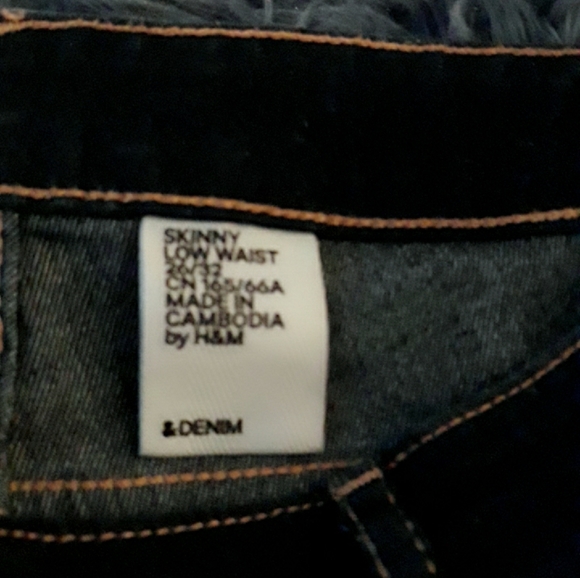 SKINNY
LOW WAIST
26/32
CN 165/66A
MADE IN
CAMBODIA
by H&M
&DENIM